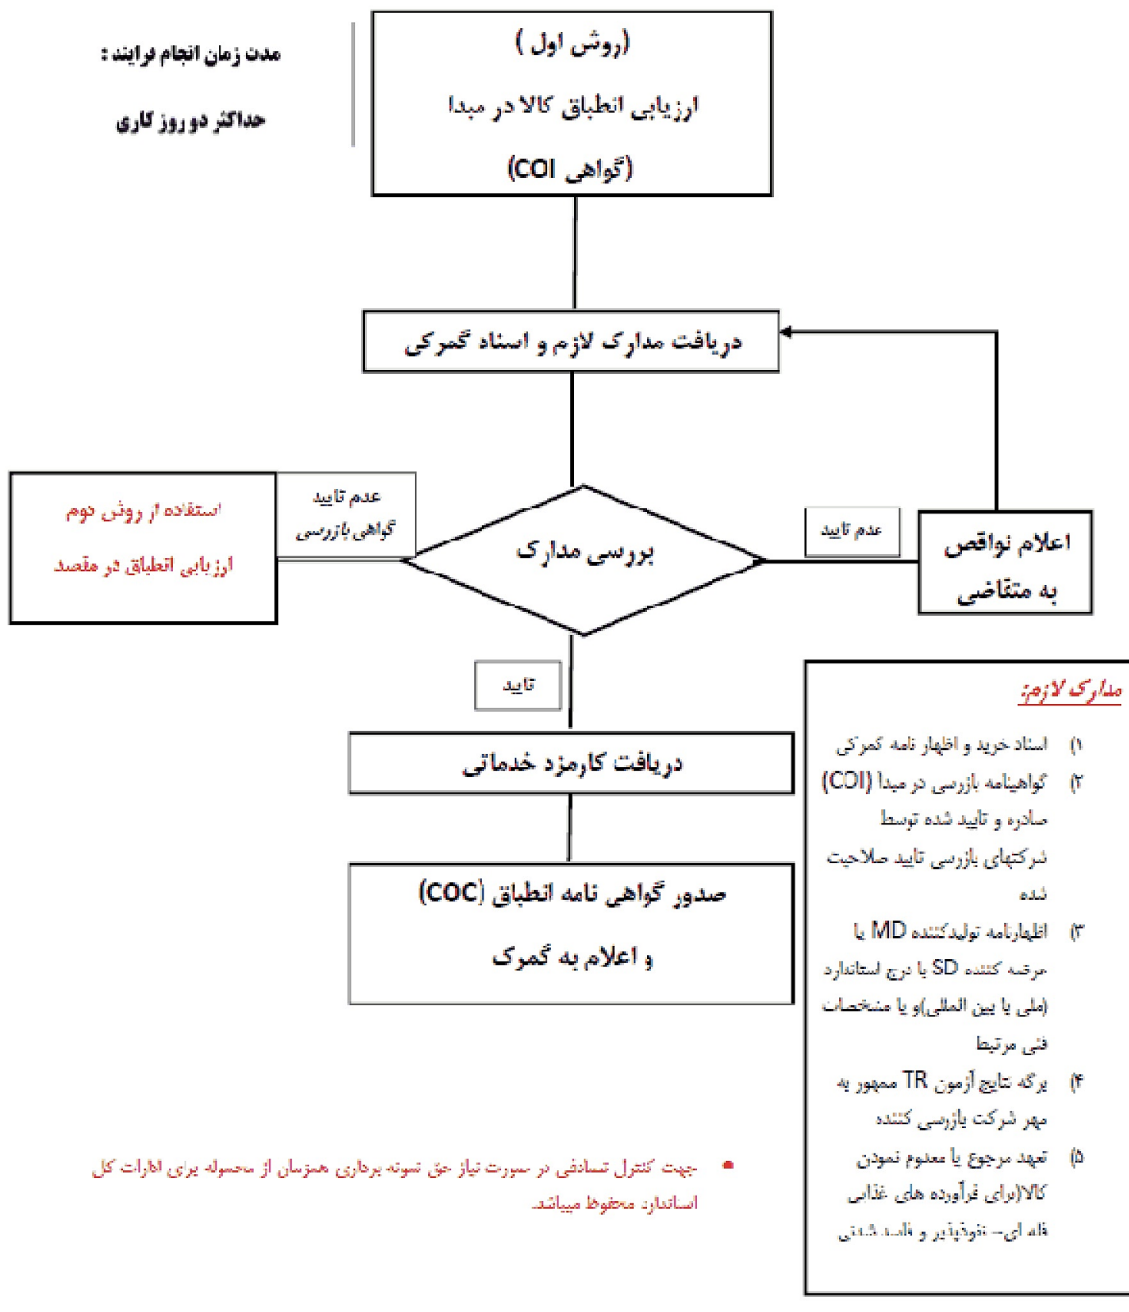 (روش اول )
ارزیابی انطباق کالا در مبدا
(گواهی COI)
مدت زمان انجام فرایند :
حداکثر دو روز کاری
دریافت مدارک لازم و اسناد گمرکی
بررسی مدارک
عدم تایید
اعلام نواقص
به متقاضی
عدم تایید
گواهی بازرسی
استفاده از روش دوم
ارزیابی انطباق در مقصد
تایید
دریافت کارمزد خدماتی
صدور گواهی نامه انطباق (COC)
و اعلام به گمرک
مدارک لازم:
۱) اسناد خرید و اظهار نامه گمرکی
۲) گواهینامه بازرسی در مبدأ (COI)
صادره و تایید شده توسط
شرکتهای بازرسی تایید صلاحیت
شده
۳) اظهارنامه تولیدکننده MD یا
عرضه کننده SD با درج استاندارد
(ملی یا بین المللی)و یا مشخصات
فنی مرتبط
۴) برگه نتایج آزمون TR ممهور به
مهر شرکت بازرسی کننده
۵) تعهد مرجوع یا معدوم نمودن
کالا(برای فرآورده های غذایی
فله ای– نفوذپذیر و فاسد شدنی
• جهت کنترل تصادفی در صورت نیاز حق نمونه برداری همزمان از محموله برای ادارات کل
استاندارد محفوظ میباشد.